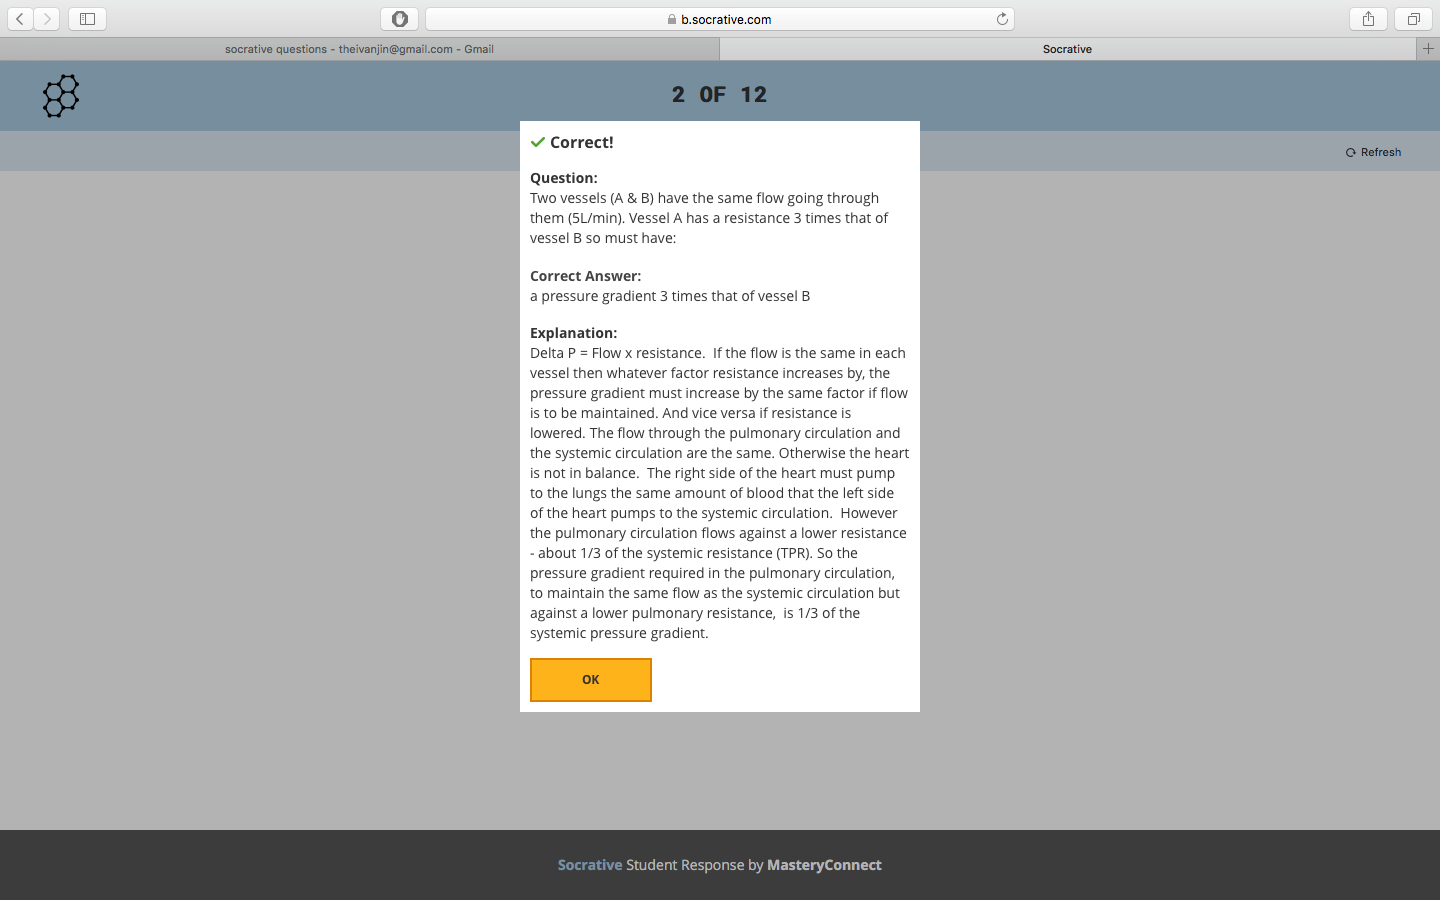 b.socrative.com
socrative questions - theivanjin@gmail.com - Gmail
Socrative
2 OF 12
Refresh
Correct!
Question:
Two vessels (A & B) have the same flow going through
them (5L/min). Vessel A has a resistance 3 times that of
vessel B so must have:
Correct Answer:
a pressure gradient 3 times that of vessel B
Explanation:
Delta P = Flow x resistance.  If the flow is the same in each
vessel then whatever factor resistance increases by, the
pressure gradient must increase by the same factor if flow
is to be maintained. And vice versa if resistance is
lowered. The flow through the pulmonary circulation and
the systemic circulation are the same. Otherwise the heart
is not in balance.  The right side of the heart must pump
to the lungs the same amount of blood that the left side
of the heart pumps to the systemic circulation.  However
the pulmonary circulation flows against a lower resistance
- about 1/3 of the systemic resistance (TPR). So the
pressure gradient required in the pulmonary circulation,
to maintain the same flow as the systemic circulation but
against a lower pulmonary resistance,  is 1/3 of the
systemic pressure gradient.
OK
Socrative Student Response by MasteryConnect